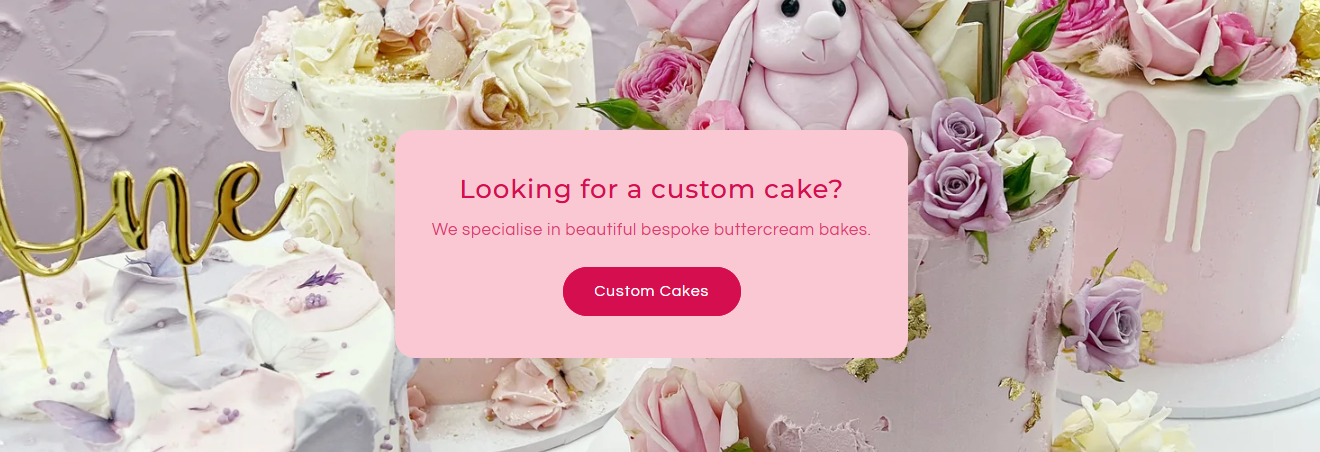 One
Looking for a custom cake?
We specialise in beautiful bespoke buttercream bakes.
Custom Cakes